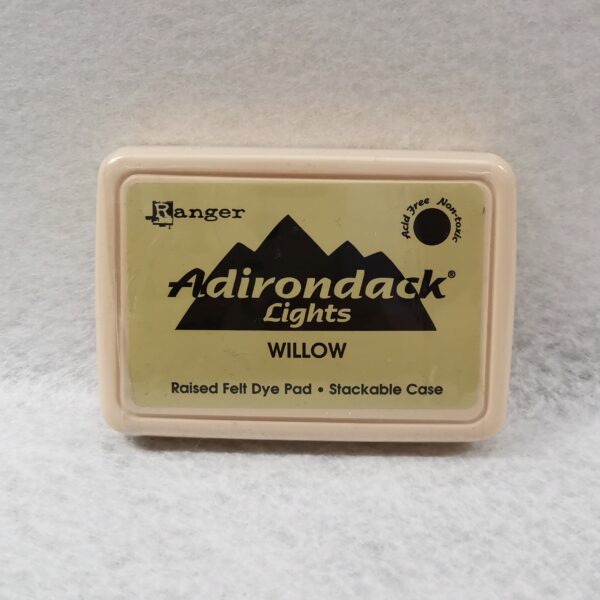 Ranger
Acid Free Non-toxic
Adirondack®
Lights
WILLOW
Raised Felt Dye Pad • Stackable Case